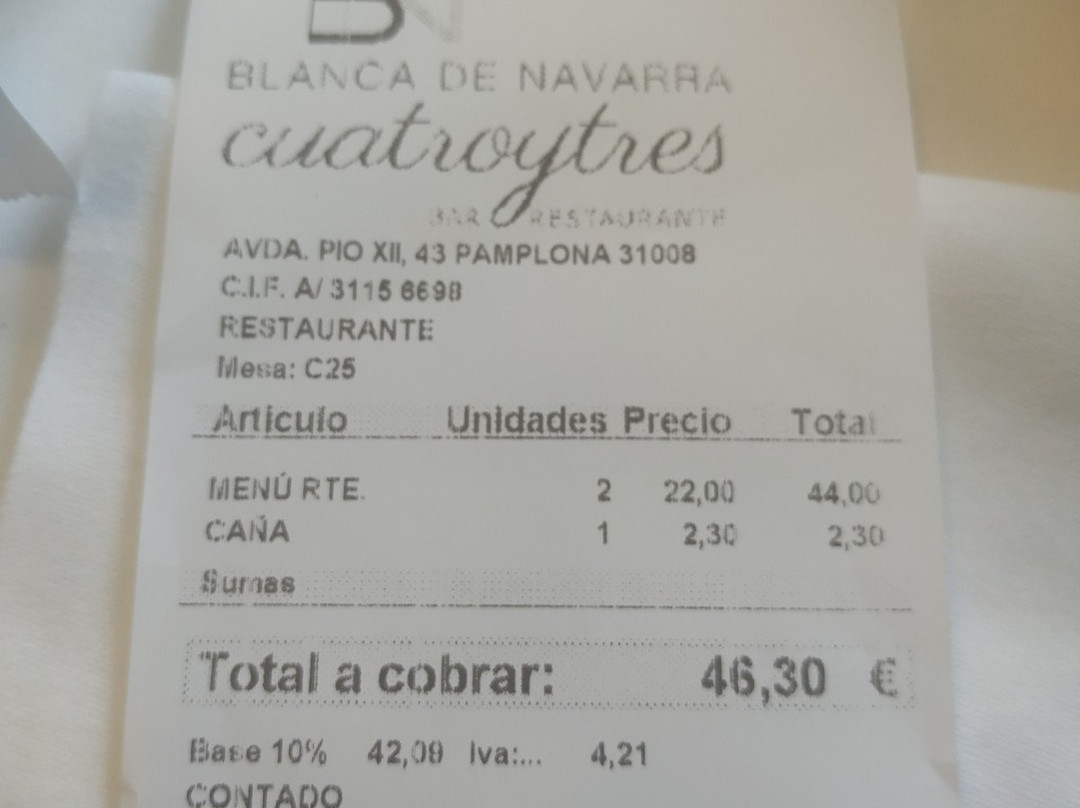 BLANCA DE NAVARRA
cuatroytres
BAR RESTAURANTE
AVDA. PIO XII, 43 PAMPLONA 31008
C.I.F. A/ 3115 6698
RESTAURANTE
Mesa: C25
Artículo Unidades Precio Total
MENÚ RTE. 2 22,00 44,00
CAÑA 1 2,30 2,30
Sumas
Total a cobrar: 46,30 €
Base 10% 42,09 Iva:... 4,21
CONTADO